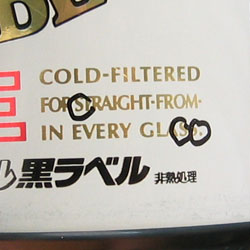 COLD-FILTERED
FOR STRAIGHT-FROM-
IN EVERY GLASS.
黒ラベル 非熱処理